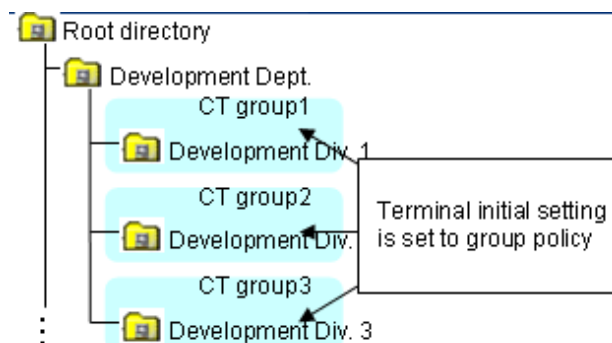 Root directory
Development Dept.
CT group1
Development Div. 1
CT group2
Development Div.
CT group3
Development Div. 3
Terminal initial setting
is set to group policy